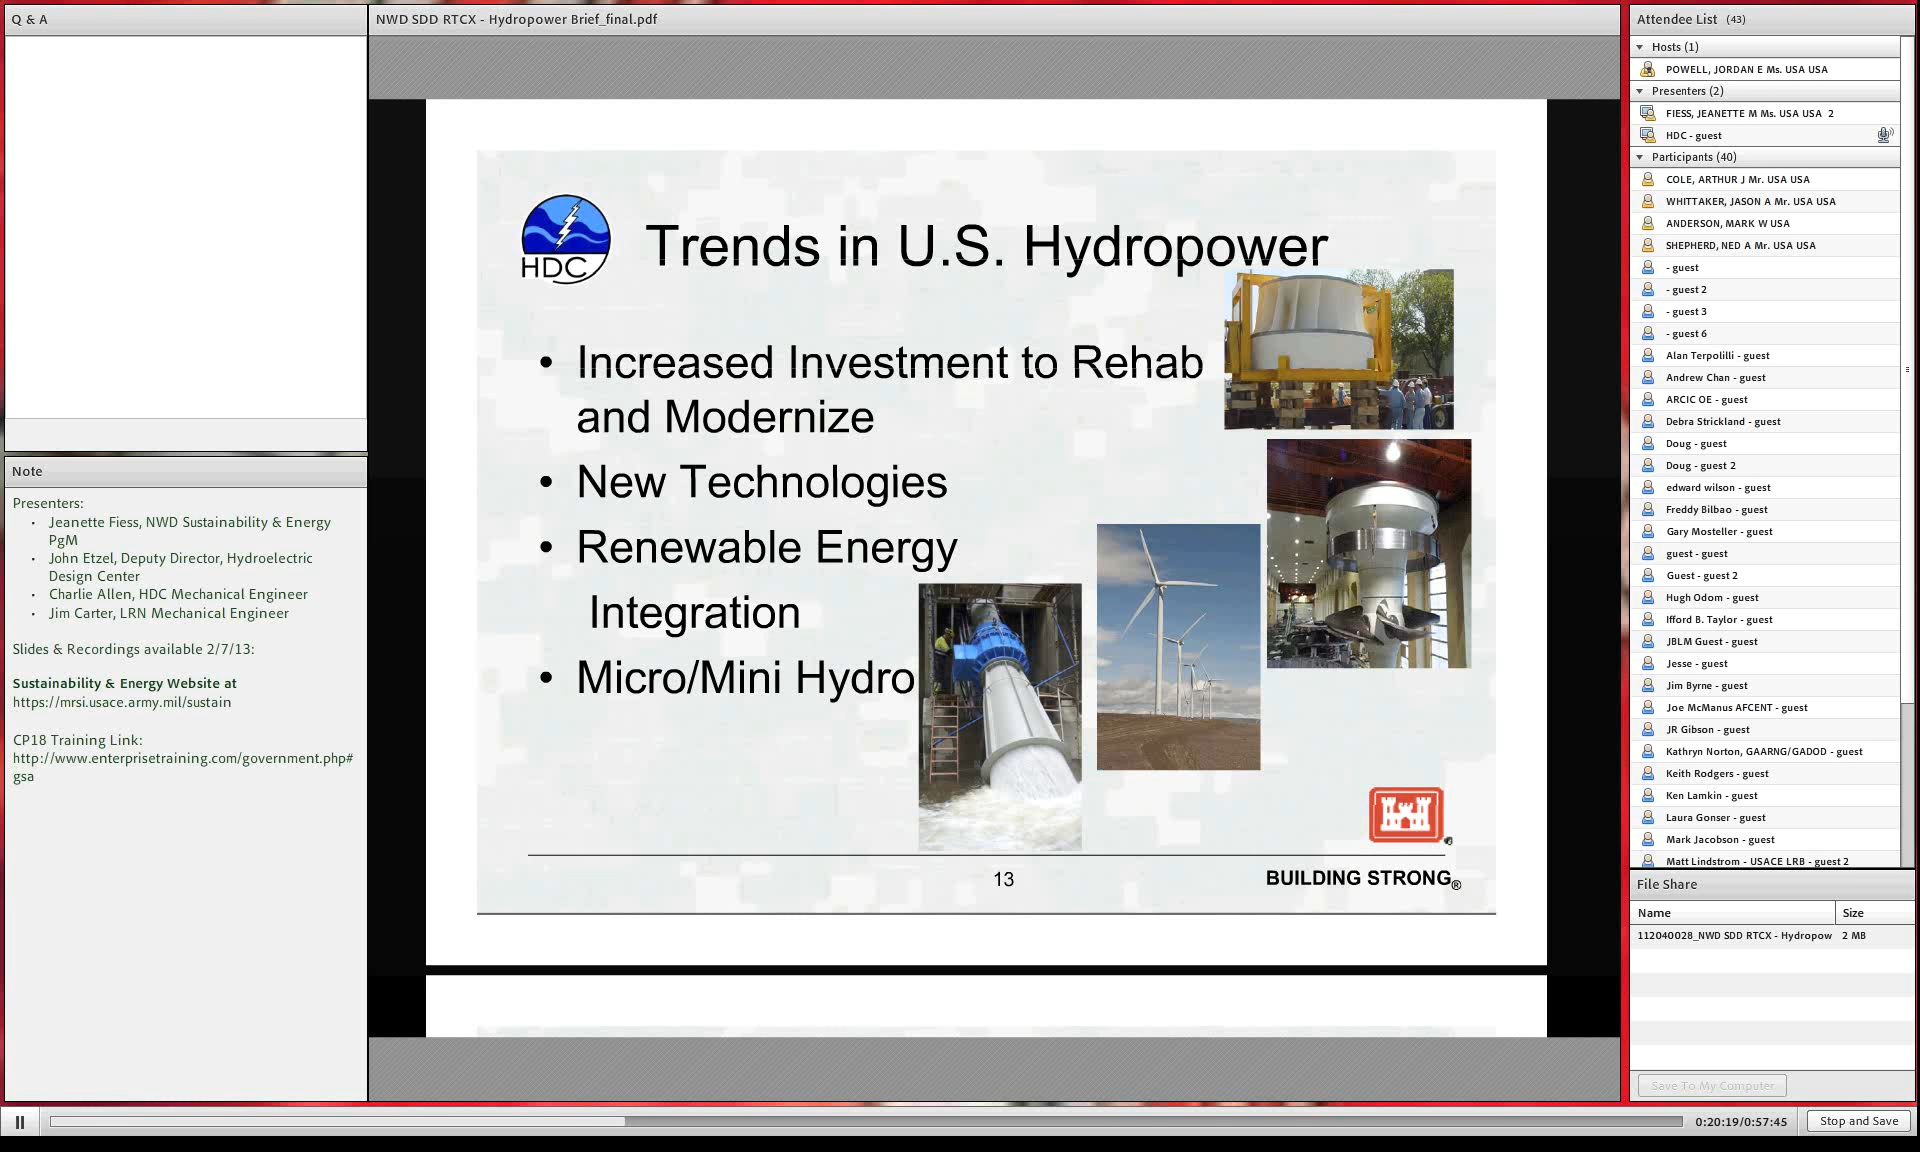 Q & A
NWD SDD RTCX - Hydropower Brief_final.pdf
HDC
Trends in U.S. Hydropower
• Increased Investment to Rehab
and Modernize
• New Technologies
• Renewable Energy
Integration
• Micro/Mini Hydro
13
BUILDING STRONG®
Note
Presenters:
• Jeanette Fiess, NWD Sustainability & Energy
PgM
• John Etzel, Deputy Director, Hydroelectric
Design Center
• Charlie Allen, HDC Mechanical Engineer
• Jim Carter, LRN Mechanical Engineer
Slides & Recordings available 2/7/13:
Sustainability & Energy Website at
https://mrsi.usace.army.mil/sustain
CP18 Training Link:
http://www.enterprisetraining.com/government.php#
gsa
Attendee List (43)
Hosts (1)
POWELL, JORDAN E Ms. USA USA
Presenters (2)
FIESS, JEANETTE M Ms. USA USA 2
HDC - guest
Participants (40)
COLE, ARTHUR J Mr. USA USA
WHITTAKER, JASON A Mr. USA USA
ANDERSON, MARK W USA
SHEPHERD, NED A Mr. USA USA
- guest
- guest 2
- guest 3
- guest 6
Alan Terpolilli - guest
Andrew Chan - guest
ARCIC OE - guest
Debra Strickland - guest
Doug - guest
Doug - guest 2
edward wilson - guest
Freddy Bilbao - guest
Gary Mosteller - guest
guest - guest
Guest - guest 2
Hugh Odom - guest
Ifford B. Taylor - guest
JBLM Guest - guest
Jesse - guest
Jim Byrne - guest
Joe McManus AFCENT - guest
JR Gibson - guest
Kathryn Norton, GAARNG/GADOD - guest
Keith Rodgers - guest
Ken Lamkin - guest
Laura Gonser - guest
Mark Jacobson - guest
Matt Lindstrom - USACE LRB - guest 2
File Share
Name Size
112040028_NWD SDD RTCX - Hydropow 2 MB
Save To My Computer
0:20:19/0:57:45
Stop and Save